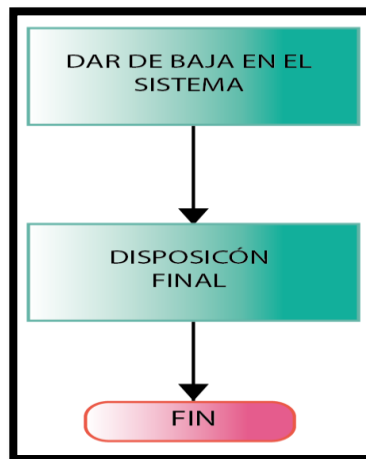 DAR DE BAJA EN EL
SISTEMA
DISPOSICÓN
FINAL
FIN